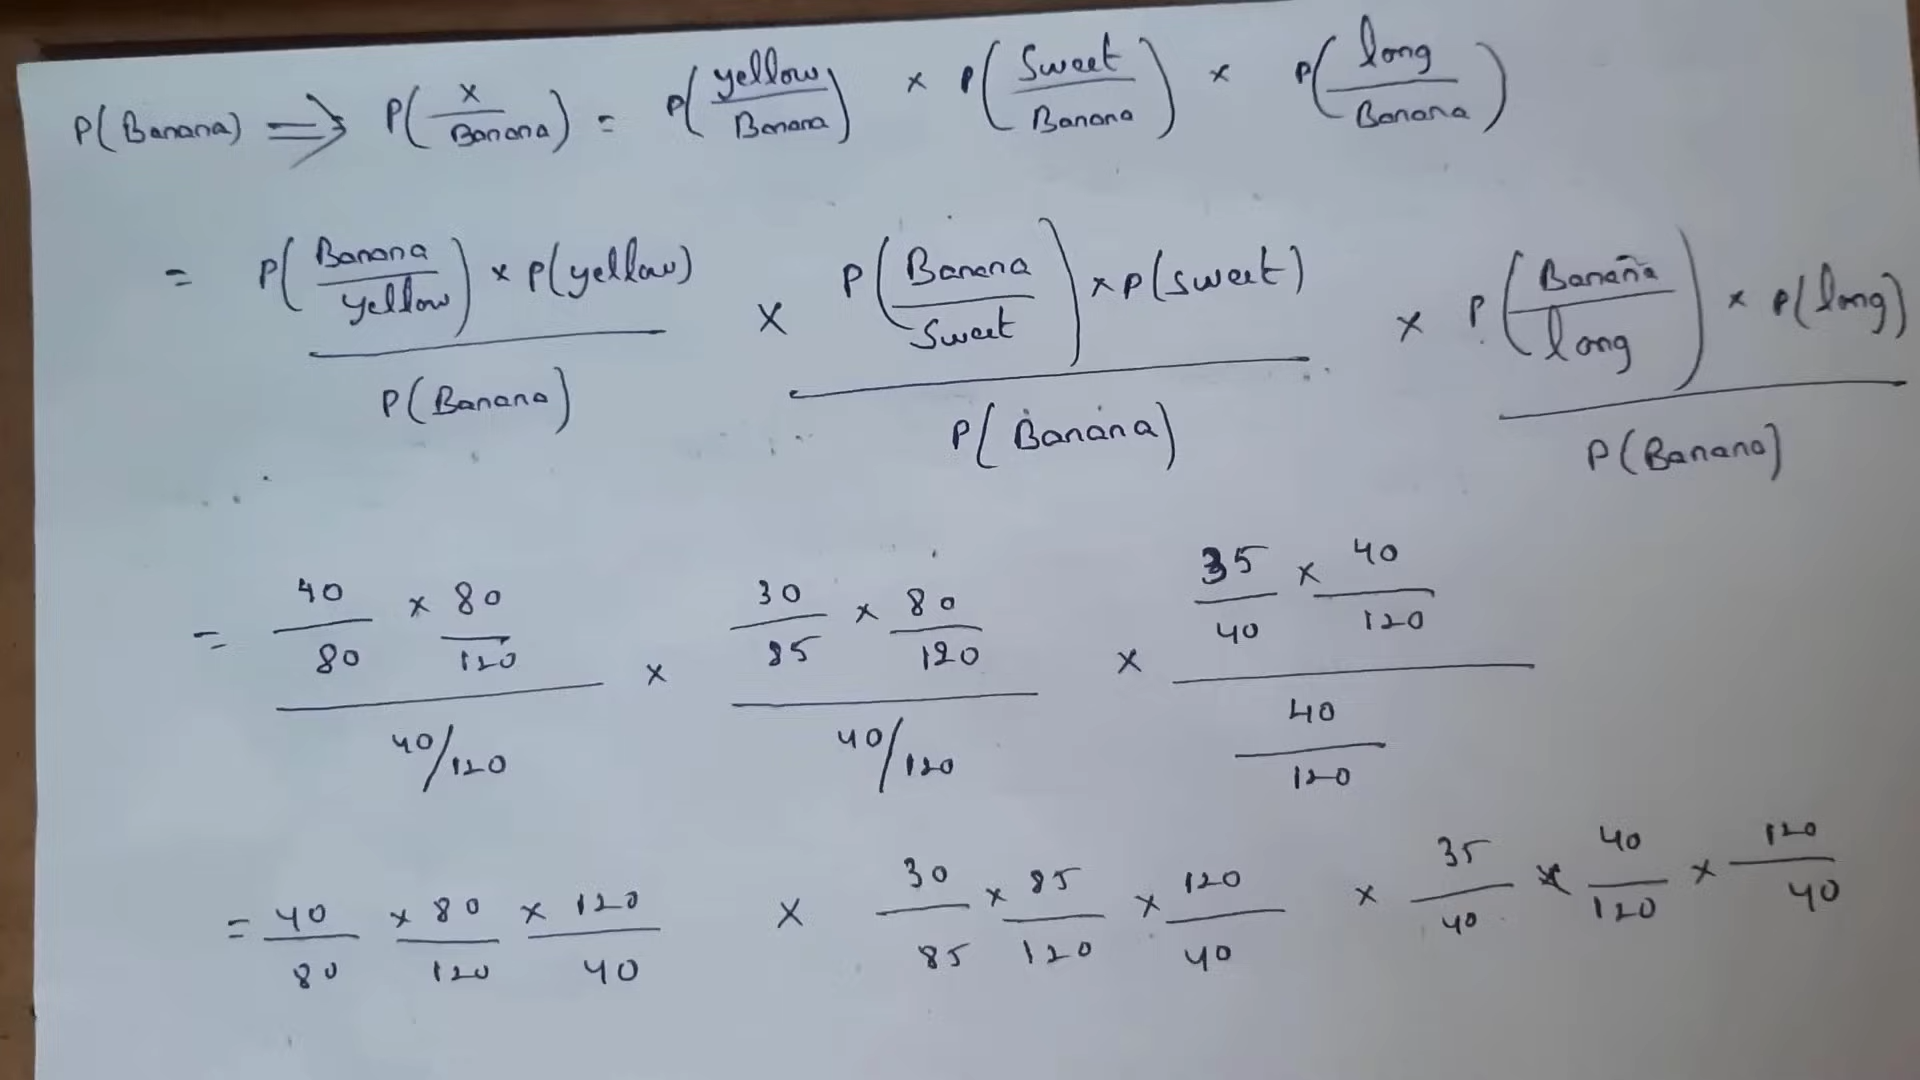 P(Banana) ⇒ P(x/Banana) = P(yellow/Banana) × P(Sweet/Banana) × P(long/Banana)
= P(Banana/yellow) × P(yellow) / P(Banana) × P(Banana/Sweet) × P(sweet) / P(Banana) × P(Banana/long) × P(long) / P(Banana)
= 40/80 × 80/120 / 40/120 × 30/85 × 80/120 / 40/120 × 35/40 × 40/120 / 40/120
= 40/80 × 80/120 × 120/40 × 30/85 × 85/120 × 120/40 × 35/40 × 40/120 × 120/40